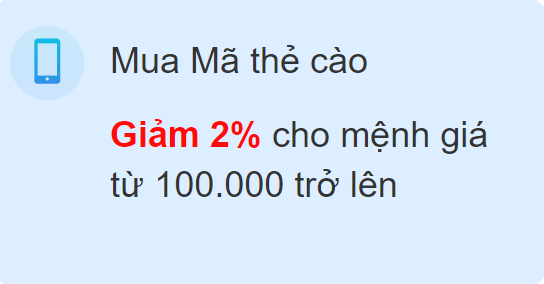 Mua Mã thẻ cào
Giảm 2% cho mệnh giá
từ 100.000 trở lên